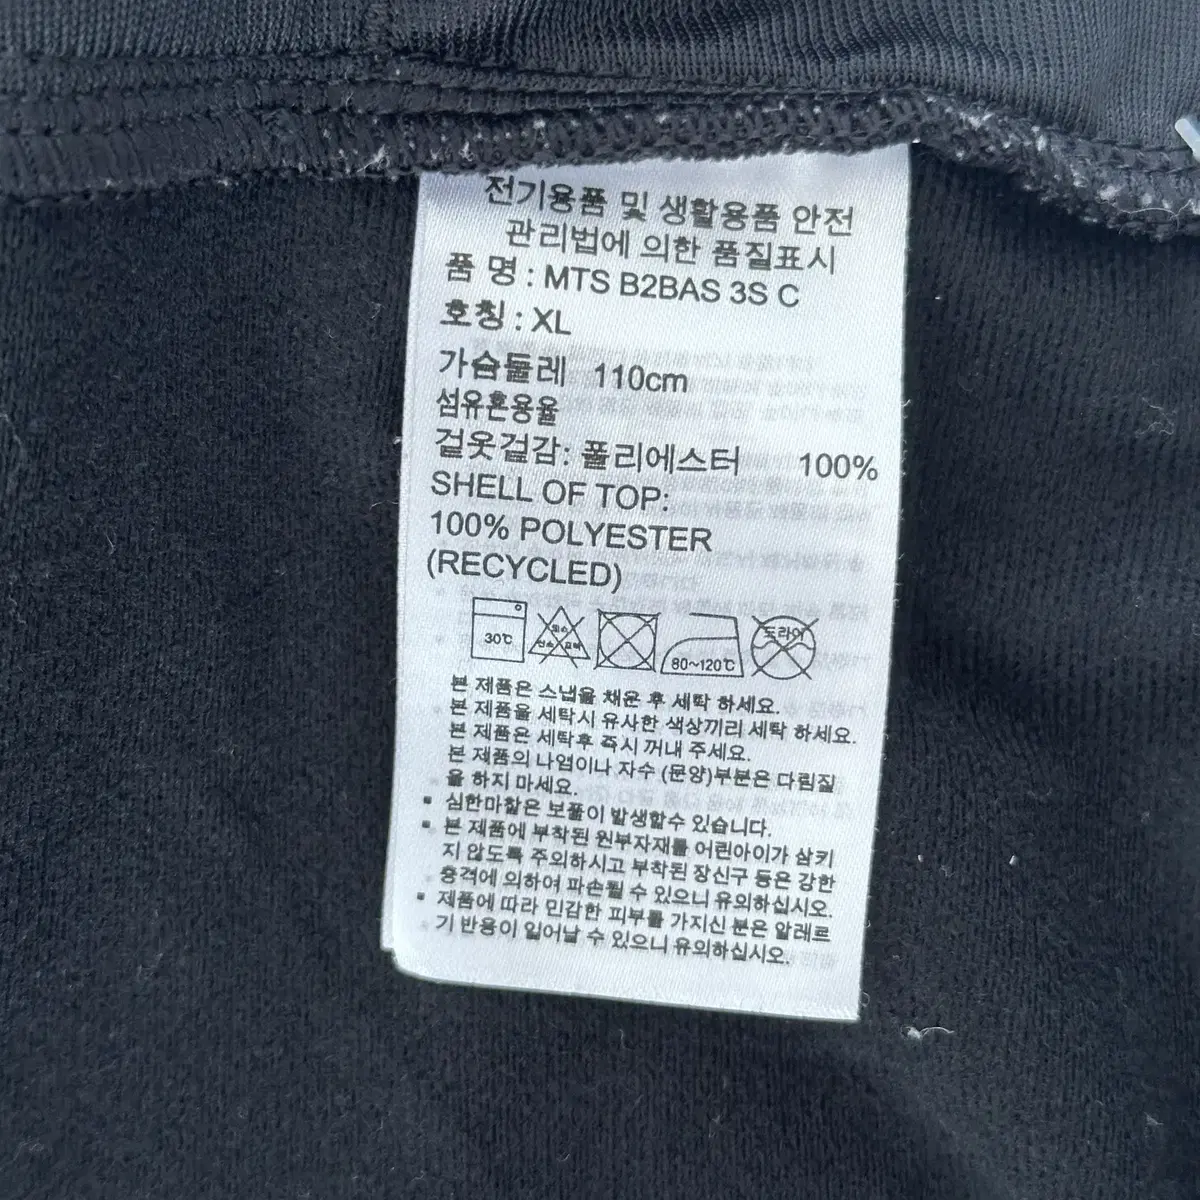 전기용품 및 생활용품 안전
관리법에 의한 품질표시
품 명 : MTS B2BAS 3S C
호칭 : XL
가슴둘레 110cm
섬유혼용율
겉옷겉감: 폴리에스터 100%
SHELL OF TOP:
100% POLYESTER
(RECYCLED)
30℃ 80~120℃ 드라이
본 제품은 스냅을 채운 후 세탁 하세요.
본 제품을 세탁시 유사한 색상끼리 세탁 하세요.
본 제품은 세탁후 즉시 꺼내 주세요.
본 제품의 나염이나 자수 (문양)부분은 다림질
을 하지 마세요.
▪ 심한마찰은 보풀이 발생할수 있습니다.
▪ 본 제품에 부착된 원부자재를 어린아이가 삼키
지 않도록 주의하시고 부착된 장신구 등은 강한
충격에 의하여 파손될 수 있으니 유의하십시오.
▪ 제품에 따라 민감한 피부를 가지신 분은 알레르
기 반응이 일어날 수 있으니 유의하십시오.